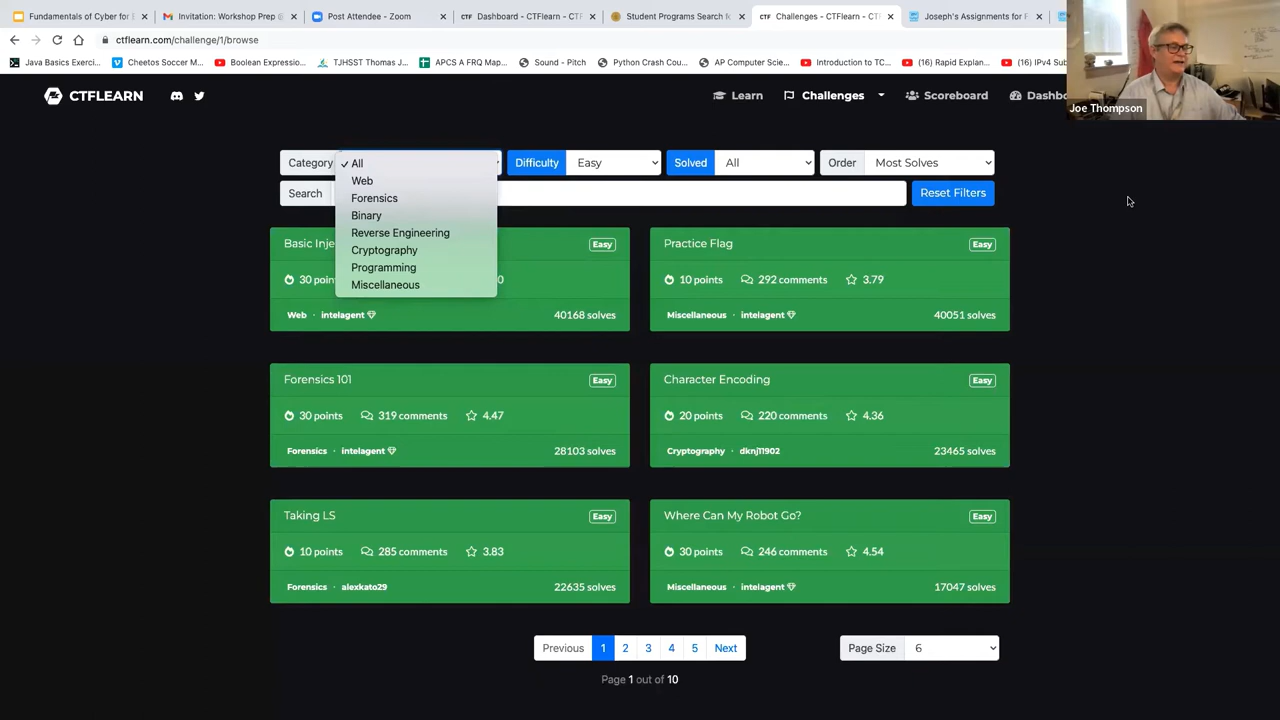 Fundamentals of Cyber for E
Invitation: Workshop Prep @
Post Attendee - Zoom
CTF Dashboard - CTFlearn - CTF
Student Programs Search fo
CTF Challenges - CTFlearn - CTF
Joseph's Assignments for F
ctflearn.com/challenge/1/browse
Java Basics Exerci...
Cheetos Soccer M...
Boolean Expressio...
TJHSST Thomas J...
APCS A FRQ Map...
Sound - Pitch
Python Crash Cou...
AP Computer Scie...
Introduction to TC...
(16) Rapid Explan...
(16) IPv4 Sub
Joe Thompson
CTFLEARN
Learn
Challenges
Scoreboard
Dashbo
Category
Difficulty
Easy
Solved
All
Order
Most Solves
✓ All
Web
Forensics
Binary
Reverse Engineering
Cryptography
Programming
Miscellaneous
Search
Reset Filters
Basic Inje
Easy
30 poin
0
Web · intelagent
40168 solves
Practice Flag
Easy
10 points
292 comments
3.79
Miscellaneous · intelagent
40051 solves
Forensics 101
Easy
30 points
319 comments
4.47
Forensics · intelagent
28103 solves
Character Encoding
Easy
20 points
220 comments
4.36
Cryptography · dknj11902
23465 solves
Taking LS
Easy
10 points
285 comments
3.83
Forensics · alexkato29
22635 solves
Where Can My Robot Go?
Easy
30 points
246 comments
4.54
Miscellaneous · intelagent
17047 solves
Previous
1
2
3
4
5
Next
Page Size
6
Page 1 out of 10